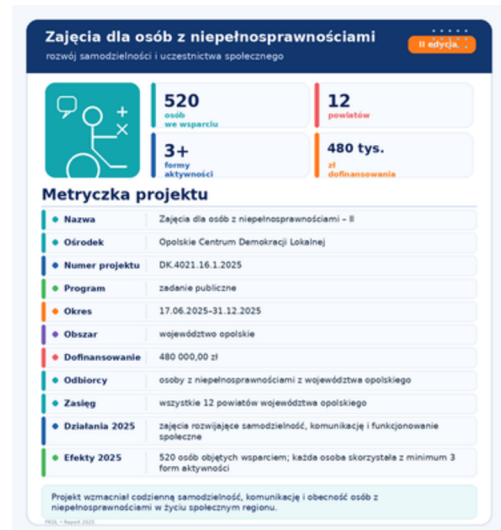 Zajęcia dla osób z niepełnosprawnościami
rozwój samodzielności i uczestnictwa społecznego
II edycja.
520
osób
we wsparciu
12
powiatów
3+
formy
aktywności
480 tys.
zł
dofinansowania
Metryczka projektu
Nazwa Zajęcia dla osób z niepełnosprawnościami – II
Ośrodek Opolskie Centrum Demokracji Lokalnej
Numer projektu DK.4021.16.1.2025
Program zadanie publiczne
Okres 17.06.2025–31.12.2025
Obszar województwo opolskie
Dofinansowanie 480 000,00 zł
Odbiorcy osoby z niepełnosprawnościami z województwa opolskiego
Zasięg wszystkie 12 powiatów województwa opolskiego
Działania 2025 zajęcia rozwijające samodzielność, komunikację i funkcjonowanie
społeczne
Efekty 2025 520 osób objętych wsparciem; każda osoba skorzystała z minimum 3
form aktywności
Projekt wzmacniał codzienną samodzielność, komunikację i obecność osób z
niepełnosprawnościami w życiu społecznym regionu.
• Raport 2025